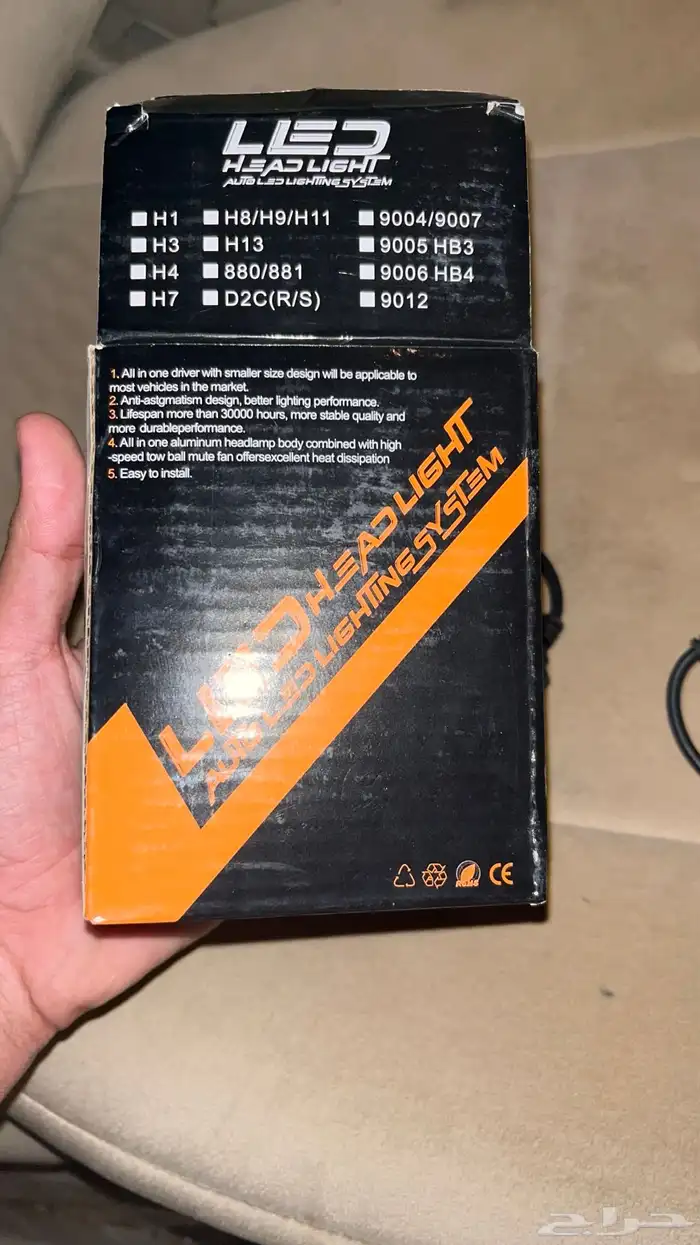 LED
HEADLIGHT
AUTO LED LIGHTING SYSTEM
H1 H8/H9/H11 9004/9007
H3 H13 9005 HB3
H4 880/881 9006 HB4
H7 D2C(R/S) 9012
1. All in one driver with smaller size design will be applicable to
most vehicles in the market.
2. Anti-astgmatism design, better lighting performance.
3. Lifespan more than 30000 hours, more stable quality and
more durableperformance.
4. All in one aluminum headlamp body combined with high
-speed tow ball mute fan offersexcellent heat dissipation
5. Easy to install.
LED HEADLIGHT
AUTO LED LIGHTING SYSTEM
RoHS CE
حراج